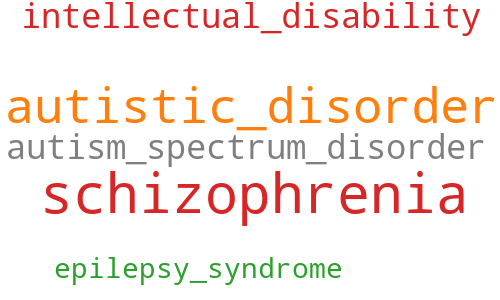 intellectual_disability
autistic_disorder
autism_spectrum_disorder
schizophrenia
epilepsy_syndrome